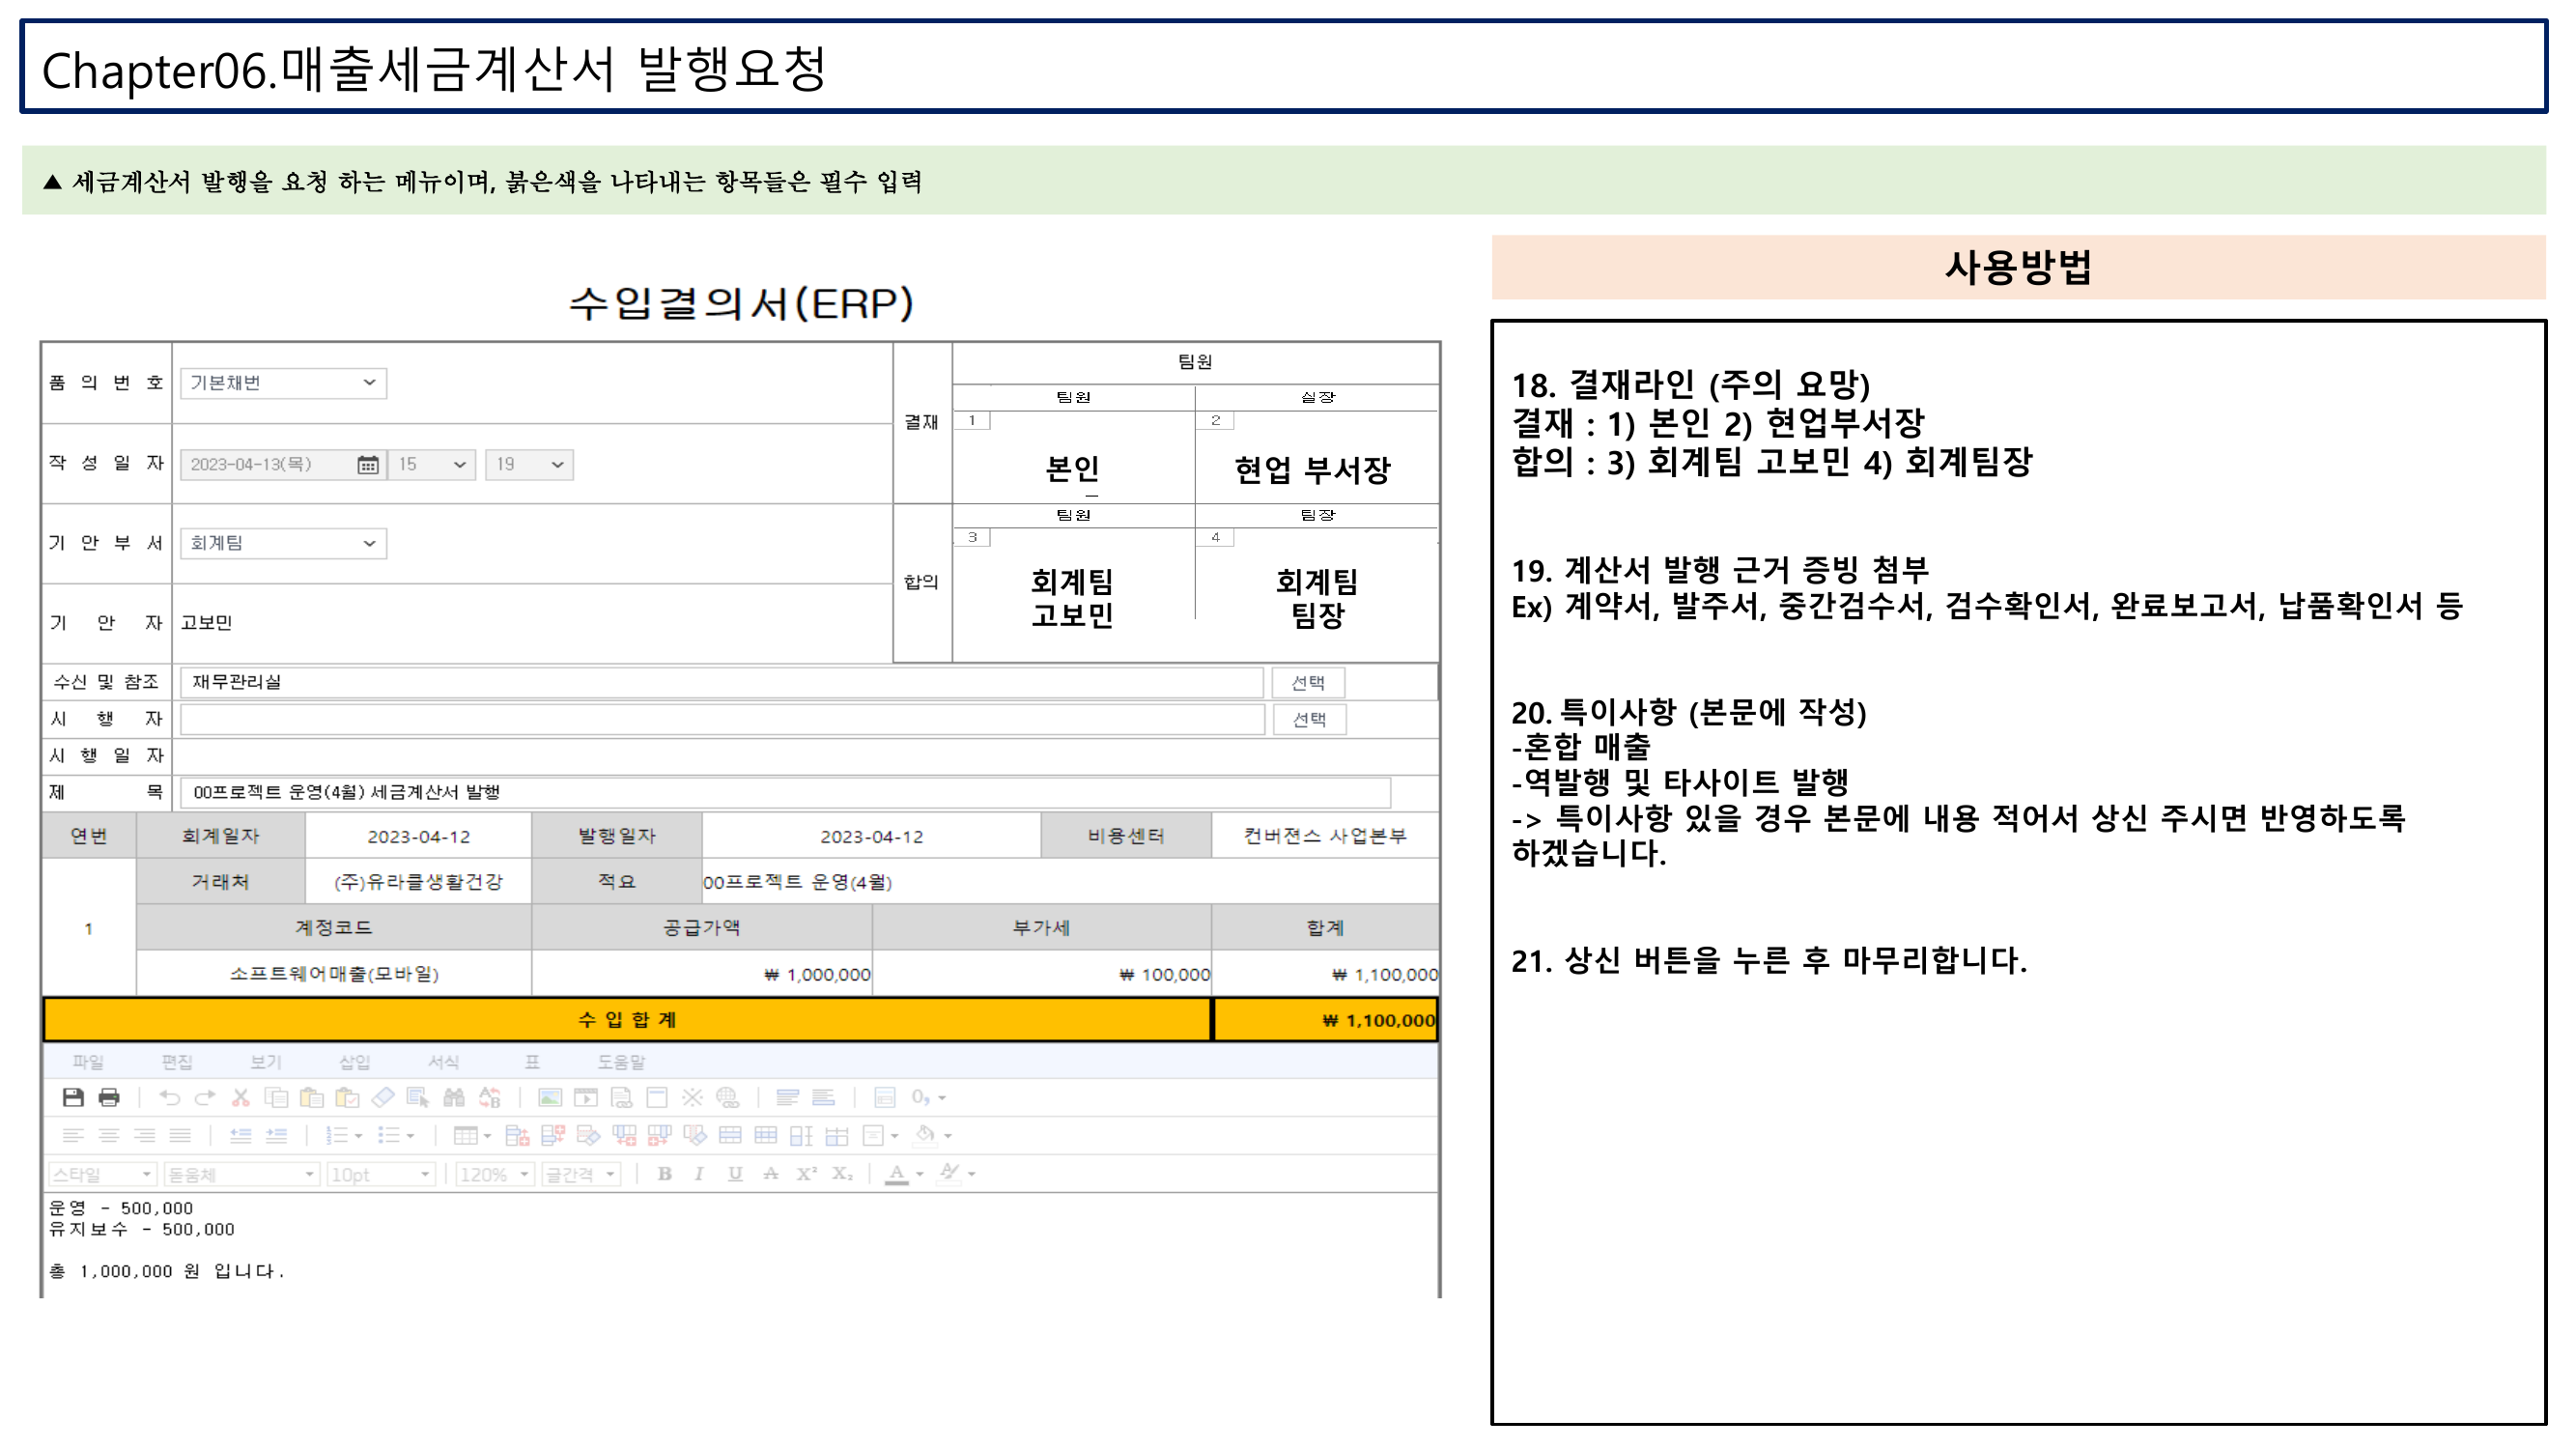 Chapter06.매출세금계산서 발행요청
▲ 세금계산서 발행을 요청 하는 메뉴이며, 붉은색을 나타내는 항목들은 필수 입력
수입결의서(ERP)
품 의 번 호 기본채번
작 성 일 자 2023-04-13(목) 15 19
기 안 부 서 회계팀
기 안 자 고보민
결재
팀원
팀원 실장
1 2
본인 현업 부서장
합의
팀원 팀장
3 4
회계팀 회계팀
고보민 팀장
수신 및 참조 재무관리실 선택
시 행 자 선택
시 행 일 자
제 목 00프로젝트 운영(4월) 세금계산서 발행
연번 회계일자 2023-04-12 발행일자 2023-04-12 비용센터 컨버젼스 사업본부
거래처 (주)유라클생활건강 적요 00프로젝트 운영(4월)
1 계정코드 공급가액 부가세 합계
소프트웨어매출(모바일) ₩ 1,000,000 ₩ 100,000 ₩ 1,100,000
수 입 합 계 ₩ 1,100,000
파일 편집 보기 삽입 서식 표 도움말
스타일 돋움체 10pt 120% 글간격 B I U A X² X₂ A
운영 - 500,000
유지보수 - 500,000
총 1,000,000 원 입니다.
사용방법
18. 결재라인 (주의 요망)
결재 : 1) 본인 2) 현업부서장
합의 : 3) 회계팀 고보민 4) 회계팀장
19. 계산서 발행 근거 증빙 첨부
Ex) 계약서, 발주서, 중간검수서, 검수확인서, 완료보고서, 납품확인서 등
20. 특이사항 (본문에 작성)
-혼합 매출
-역발행 및 타사이트 발행
-> 특이사항 있을 경우 본문에 내용 적어서 상신 주시면 반영하도록
하겠습니다.
21. 상신 버튼을 누른 후 마무리합니다.